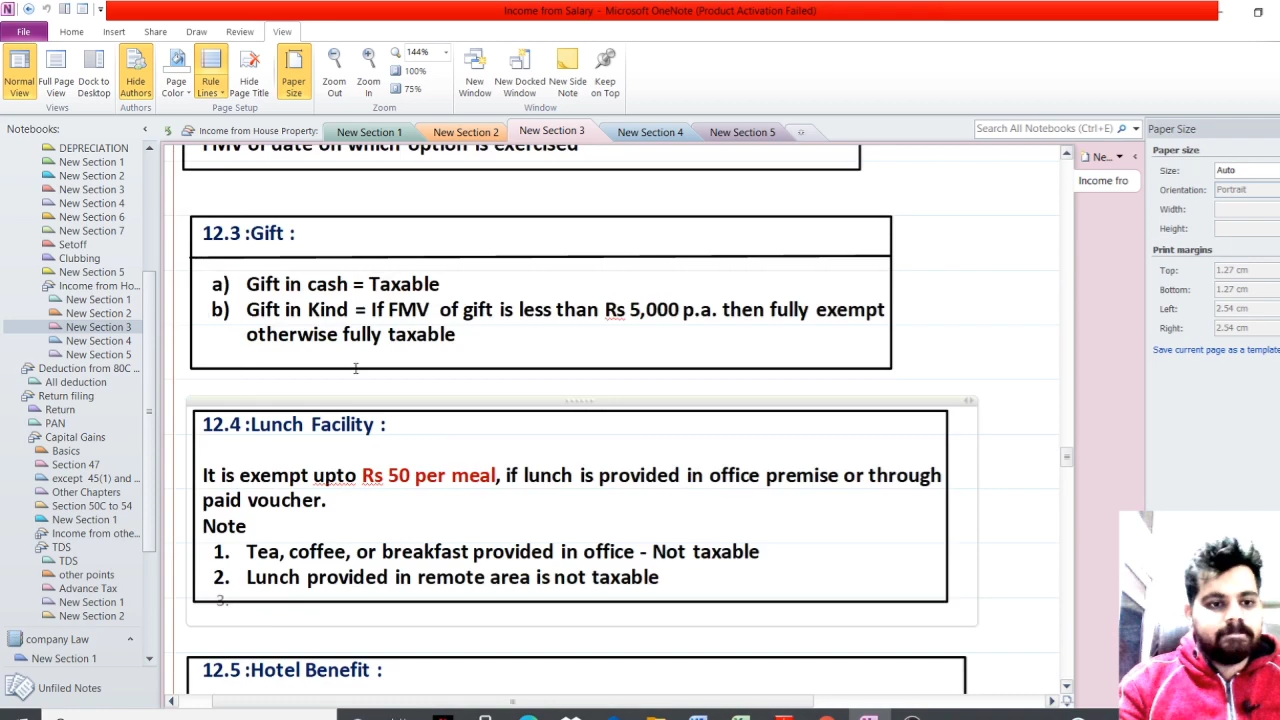 Income from Salary - Microsoft OneNote (Product Activation Failed)
File Home Insert Share Draw Review View
Normal View
Full Page View
Dock to Desktop
Views
Hide Authors
Authors
Page Color
Rule Lines
Hide Page Title
Paper Size
Page Setup
Zoom Out
Zoom In
144%
100%
75%
Zoom
New Window
New Docked Window
New Side Note
Keep on Top
Window
Notebooks:
Income from House Property:
New Section 1
New Section 2
New Section 3
New Section 4
New Section 5
Search All Notebooks (Ctrl+E)
DEPRECIATION
New Section 1
New Section 2
New Section 3
New Section 4
New Section 6
New Section 7
Setoff
Clubbing
New Section 5
Income from Ho...
New Section 1
New Section 2
New Section 3
New Section 4
New Section 5
Deduction from 80C ...
All deduction
Return filing
Return
PAN
Capital Gains
Basics
Section 47
except 45(1) and ...
Other Chapters
Section 50C to 54
New Section 1
Income from othe...
TDS
TDS
other points
Advance Tax
New Section 1
New Section 2
company Law
New Section 1
Unfiled Notes
FMV of date on which option is exercised
12.3 :Gift :
a) Gift in cash = Taxable
b) Gift in Kind = If FMV of gift is less than Rs 5,000 p.a. then fully exempt
otherwise fully taxable
12.4 :Lunch Facility :
It is exempt upto Rs 50 per meal, if lunch is provided in office premise or through
paid voucher.
Note
1. Tea, coffee, or breakfast provided in office - Not taxable
2. Lunch provided in remote area is not taxable
3.
12.5 :Hotel Benefit :
Ne...
Income fro
Paper Size
Paper size
Size: Auto
Orientation: Portrait
Width:
Height:
Print margins
Top: 1.27 cm
Bottom: 1.27 cm
Left: 2.54 cm
Right: 2.54 cm
Save current page as a template